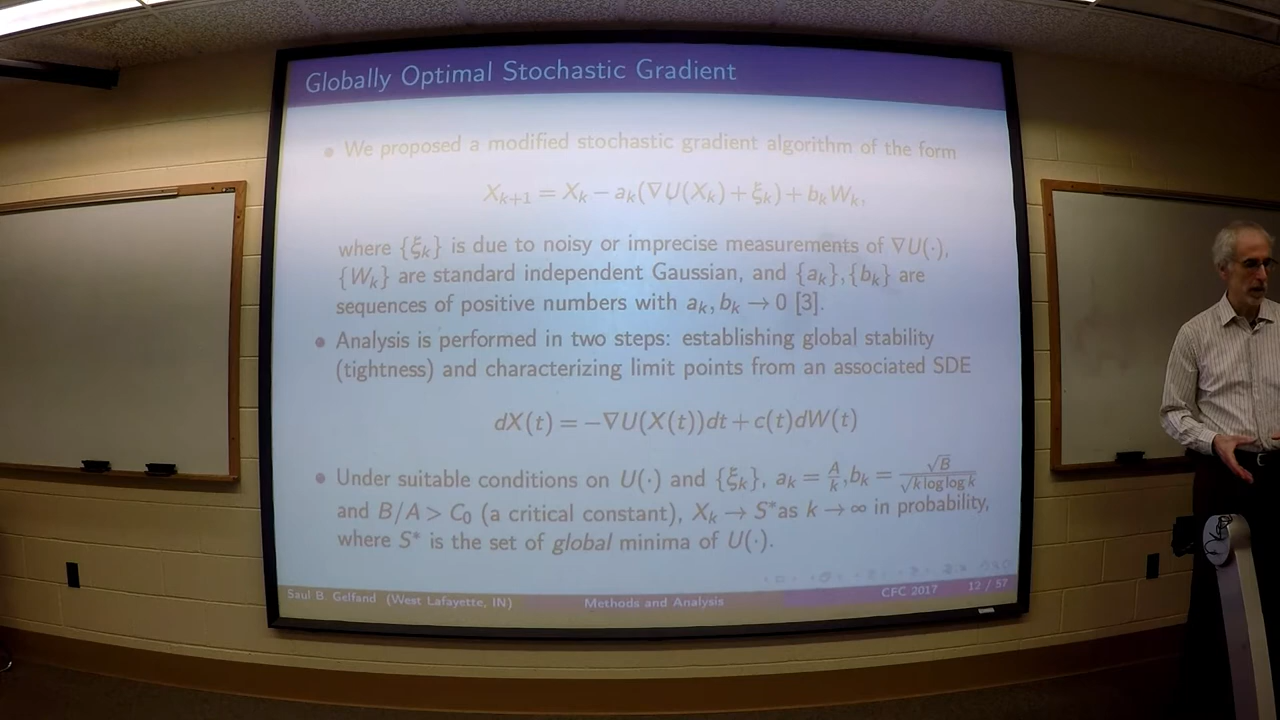 Globally Optimal Stochastic Gradient
• We proposed a modified stochastic gradient algorithm of the form
X_{k+1} = X_k − a_k(∇U(X_k) + ξ_k) + b_k W_k,
where {ξ_k} is due to noisy or imprecise measurements of ∇U(·),
{W_k} are standard independent Gaussian, and {a_k}, {b_k} are
sequences of positive numbers with a_k, b_k → 0 [3].
• Analysis is performed in two steps: establishing global stability
(tightness) and characterizing limit points from an associated SDE
dX(t) = −∇U(X(t))dt + c(t)dW(t)
• Under suitable conditions on U(·) and {ξ_k}, a_k = A/k, b_k = √B/√(k log log k)
and B/A > C_0 (a critical constant), X_k → S* as k → ∞ in probability,
where S* is the set of global minima of U(·).
Saul B. Gelfand (West Lafayette, IN) Methods and Analysis CFC 2017 12 / 57